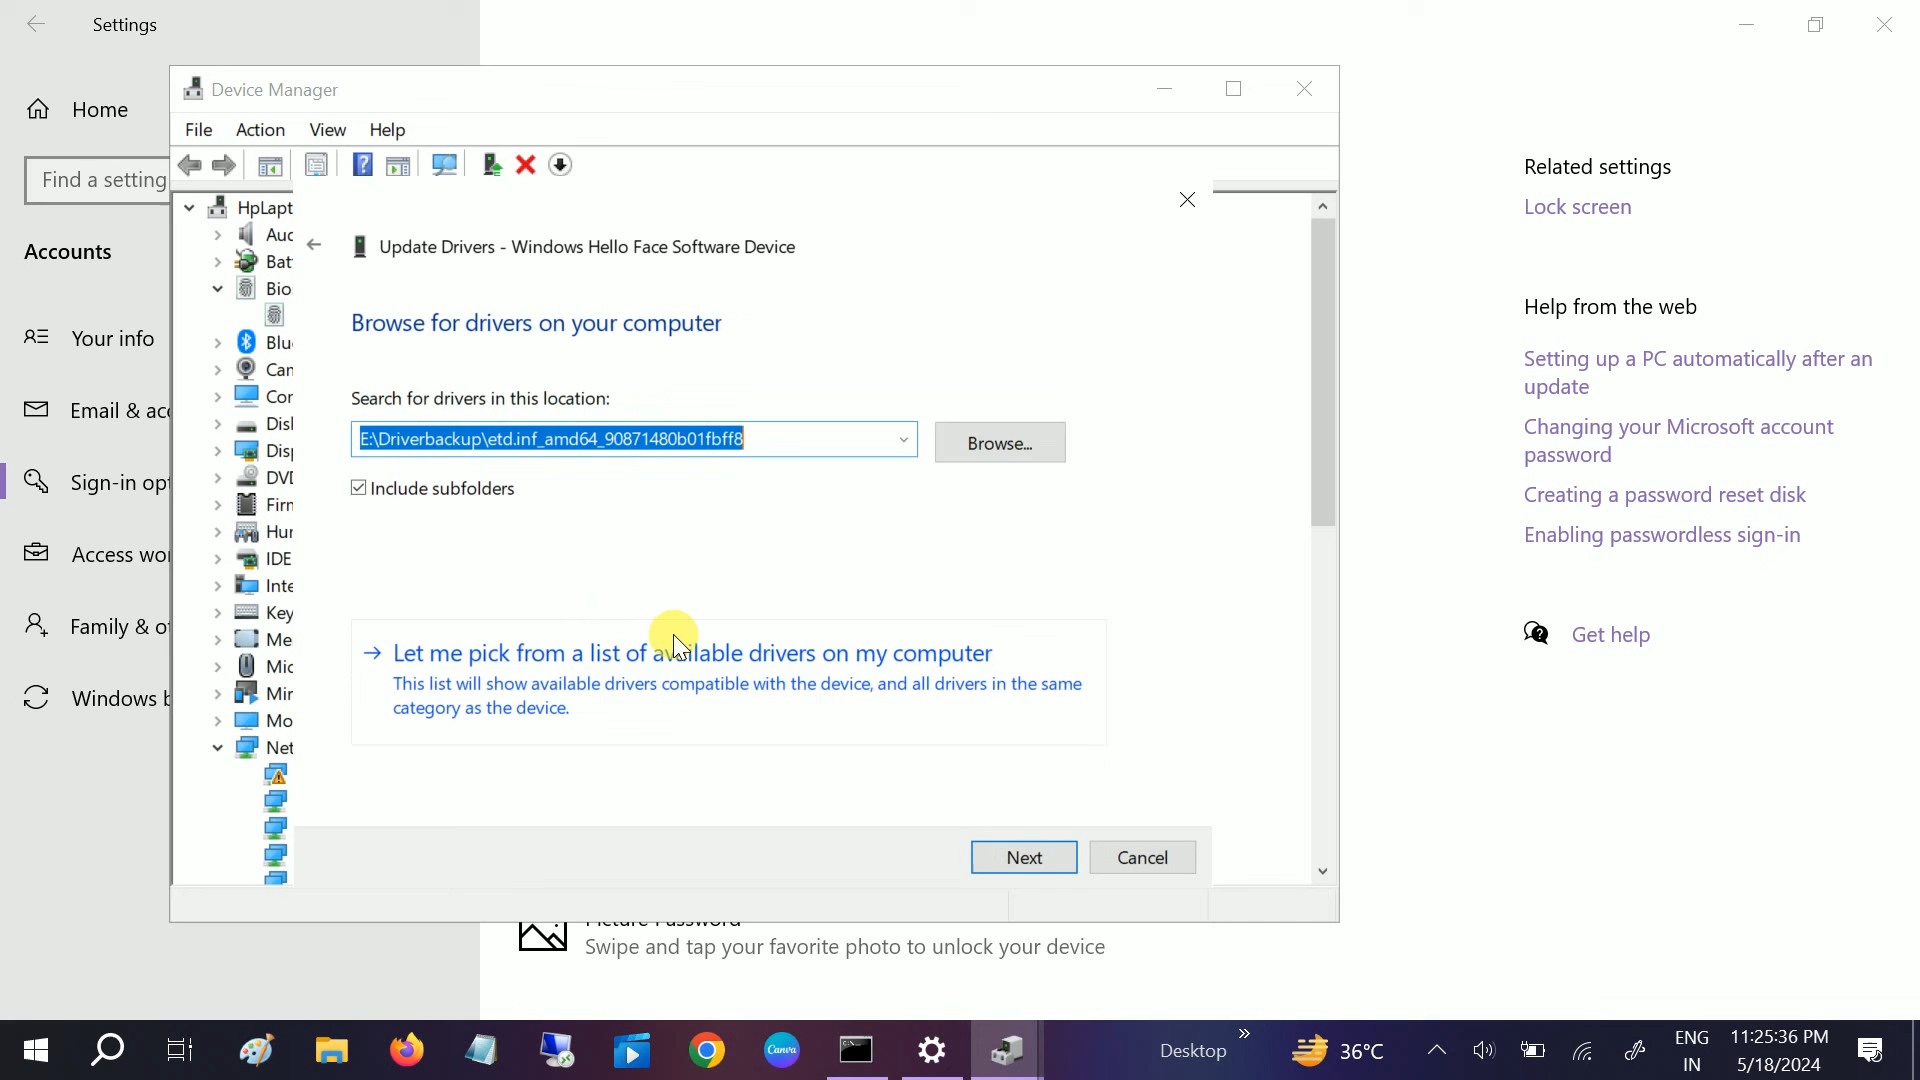 Settings
Home
Find a setting
Accounts
Your info
Email & acc
Sign-in opt
Access wor
Family & ot
Windows b
Device Manager
File Action View Help
HpLapt
Auc
Bat
Bio
Blu
Can
Cor
Disl
Disp
DVD
Firn
Hur
IDE
Inte
Key
Me
Mic
Mir
Mo
Net
Update Drivers - Windows Hello Face Software Device
Browse for drivers on your computer
Search for drivers in this location:
E:\Driverbackup\etd.inf_amd64_90871480b01fbff8
Browse...
Include subfolders
Let me pick from a list of available drivers on my computer
This list will show available drivers compatible with the device, and all drivers in the same
category as the device.
Next
Cancel
Picture Password
Swipe and tap your favorite photo to unlock your device
Related settings
Lock screen
Help from the web
Setting up a PC automatically after an
update
Changing your Microsoft account
password
Creating a password reset disk
Enabling passwordless sign-in
Get help
Canva
Desktop
36°C
ENG
IN
11:25:36 PM
5/18/2024